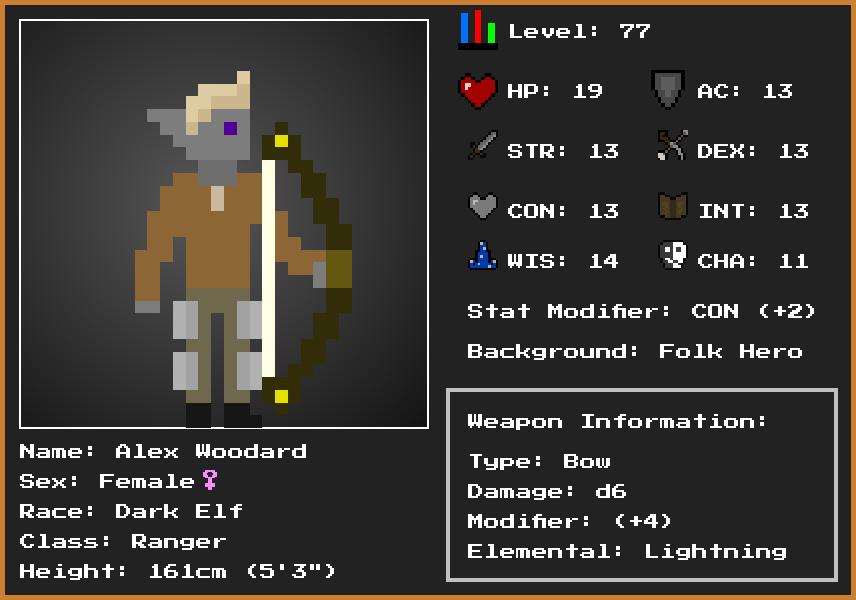 Level: 77
HP: 19 AC: 13
STR: 13 DEX: 13
CON: 13 INT: 13
WIS: 14 CHA: 11
Stat Modifier: CON (+2)
Background: Folk Hero
Weapon Information:
Type: Bow
Damage: d6
Modifier: (+4)
Elemental: Lightning
Name: Alex Woodard
Sex: Female♀
Race: Dark Elf
Class: Ranger
Height: 161cm (5'3")